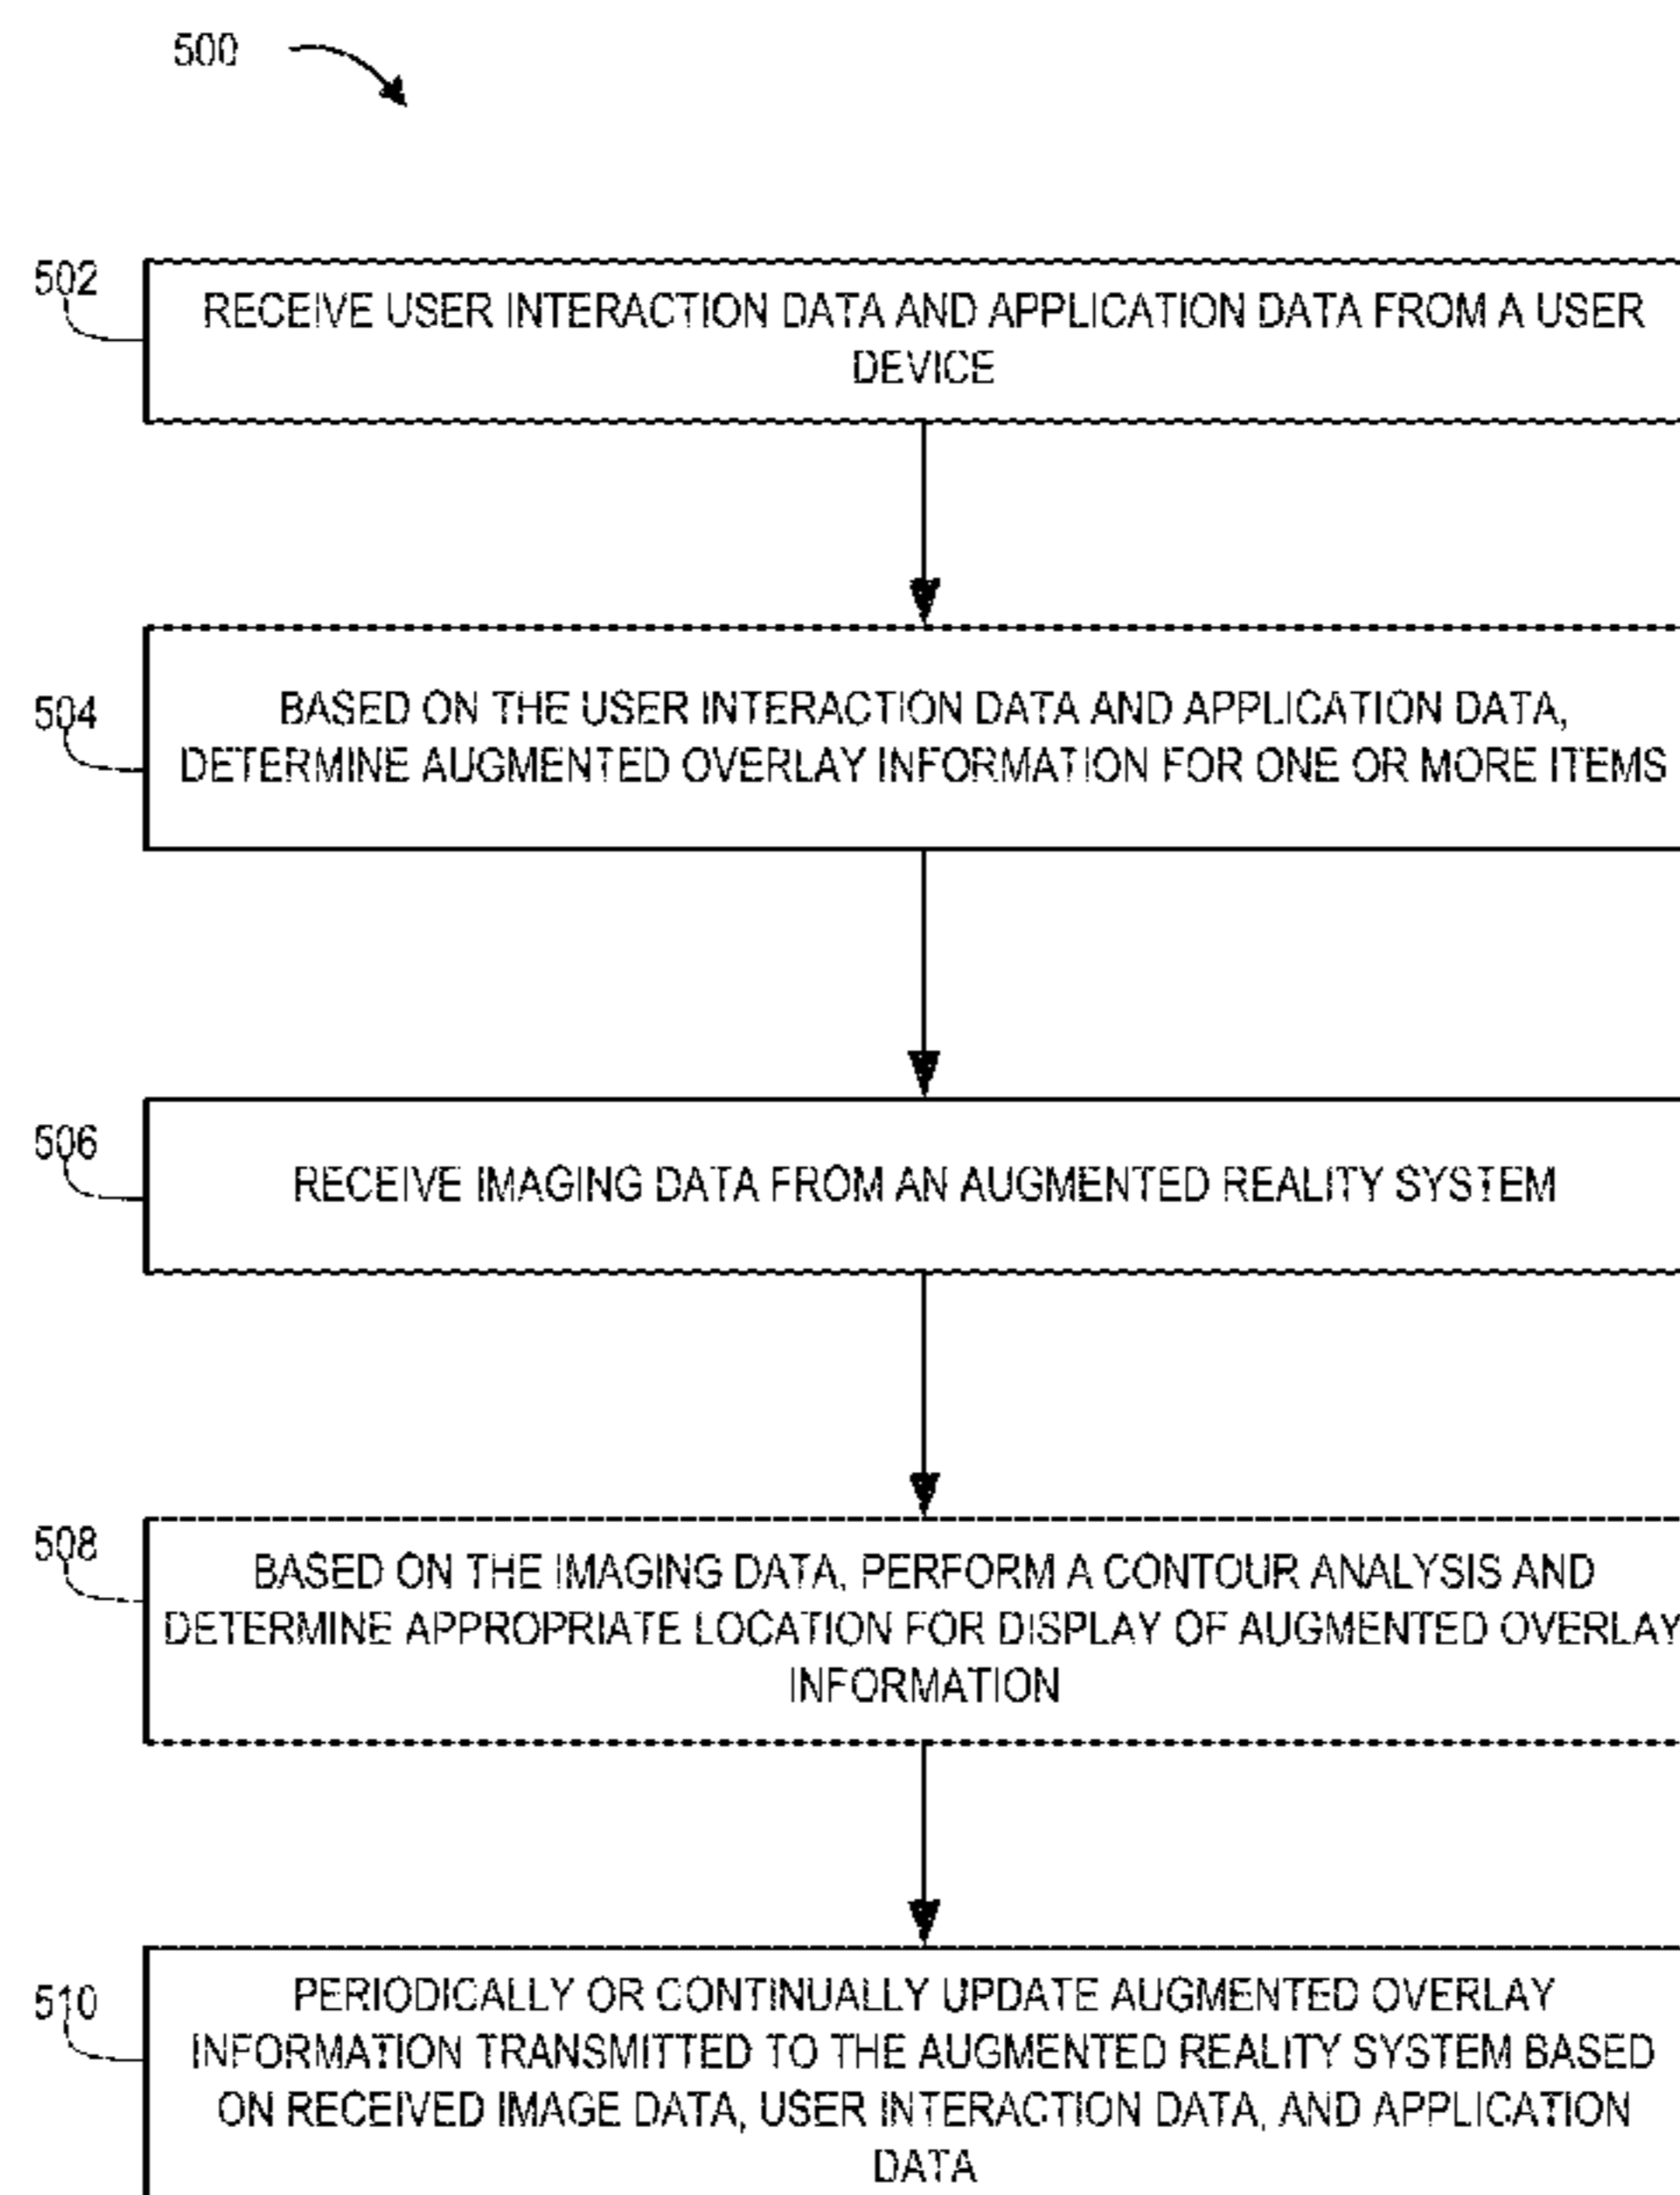 500
502
RECEIVE USER INTERACTION DATA AND APPLICATION DATA FROM A USER
DEVICE
504
BASED ON THE USER INTERACTION DATA AND APPLICATION DATA,
DETERMINE AUGMENTED OVERLAY INFORMATION FOR ONE OR MORE ITEMS
506
RECEIVE IMAGING DATA FROM AN AUGMENTED REALITY SYSTEM
508
BASED ON THE IMAGING DATA, PERFORM A CONTOUR ANALYSIS AND
DETERMINE APPROPRIATE LOCATION FOR DISPLAY OF AUGMENTED OVERLAY
INFORMATION
510
PERIODICALLY OR CONTINUALLY UPDATE AUGMENTED OVERLAY
INFORMATION TRANSMITTED TO THE AUGMENTED REALITY SYSTEM BASED
ON RECEIVED IMAGE DATA, USER INTERACTION DATA, AND APPLICATION
DATA